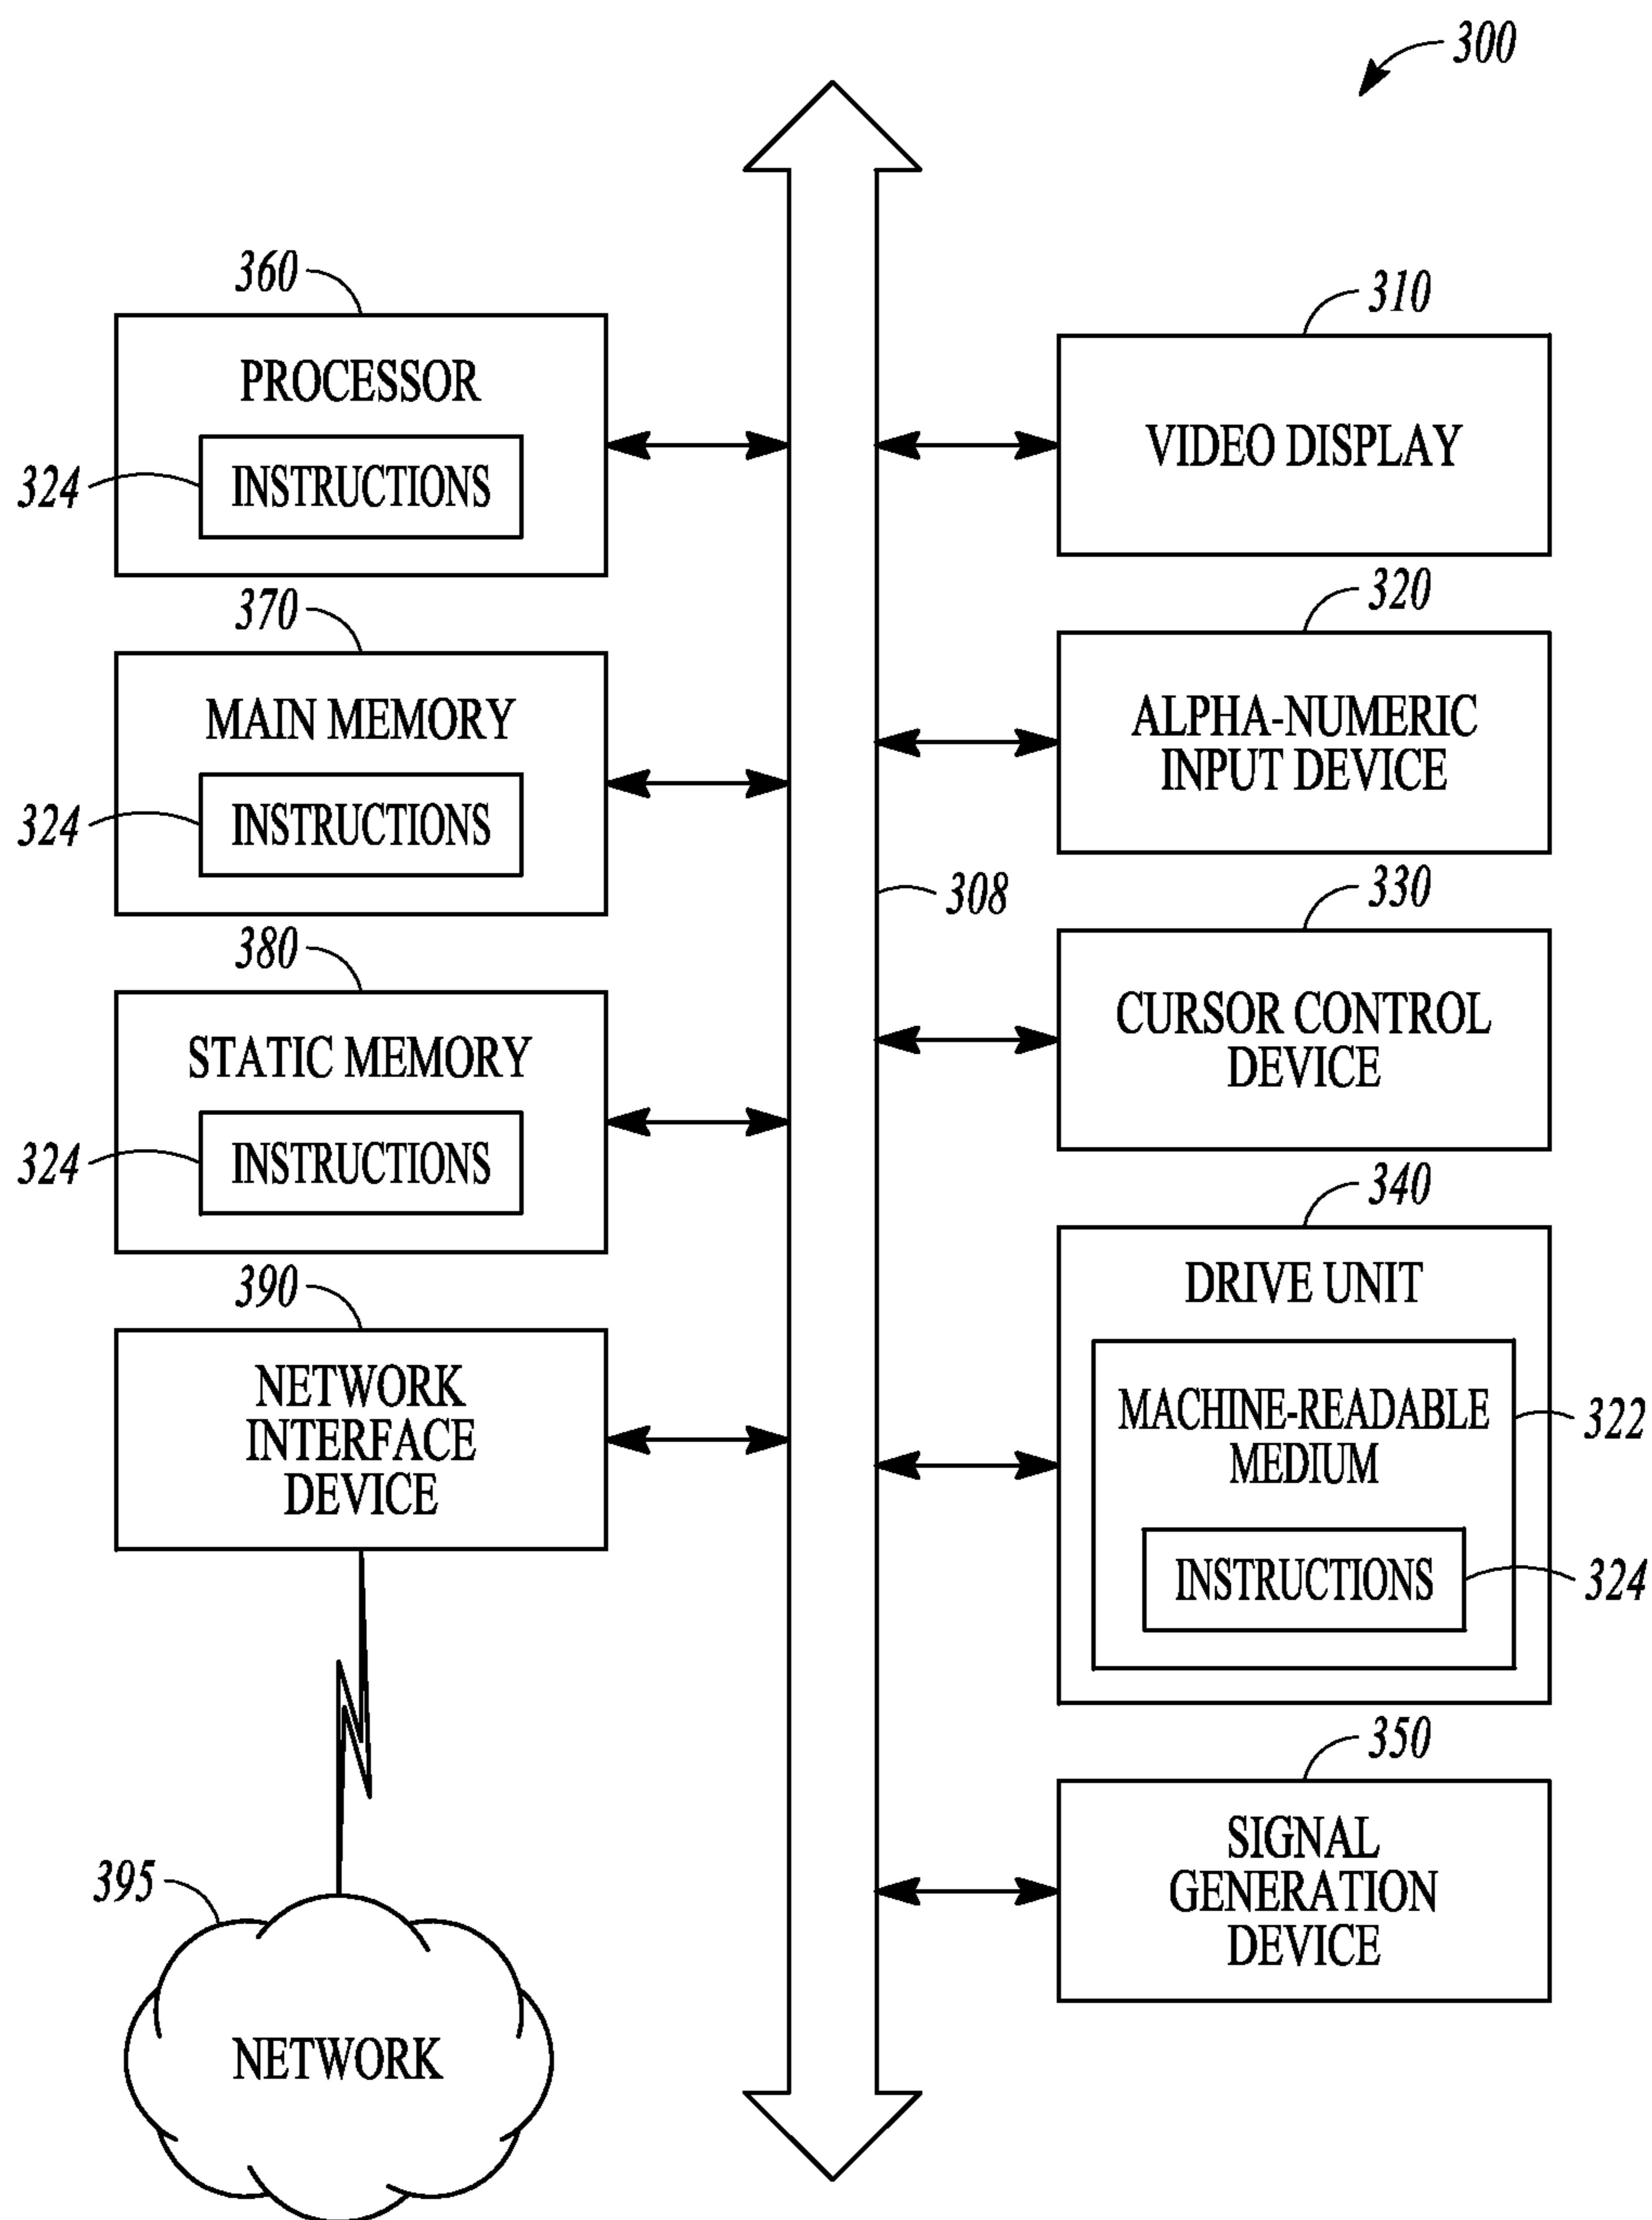 300
360
PROCESSOR
324
INSTRUCTIONS
370
MAIN MEMORY
324
INSTRUCTIONS
380
STATIC MEMORY
324
INSTRUCTIONS
390
NETWORK
INTERFACE
DEVICE
395
NETWORK
308
310
VIDEO DISPLAY
320
ALPHA-NUMERIC
INPUT DEVICE
330
CURSOR CONTROL
DEVICE
340
DRIVE UNIT
MACHINE-READABLE
MEDIUM
322
INSTRUCTIONS
324
350
SIGNAL
GENERATION
DEVICE